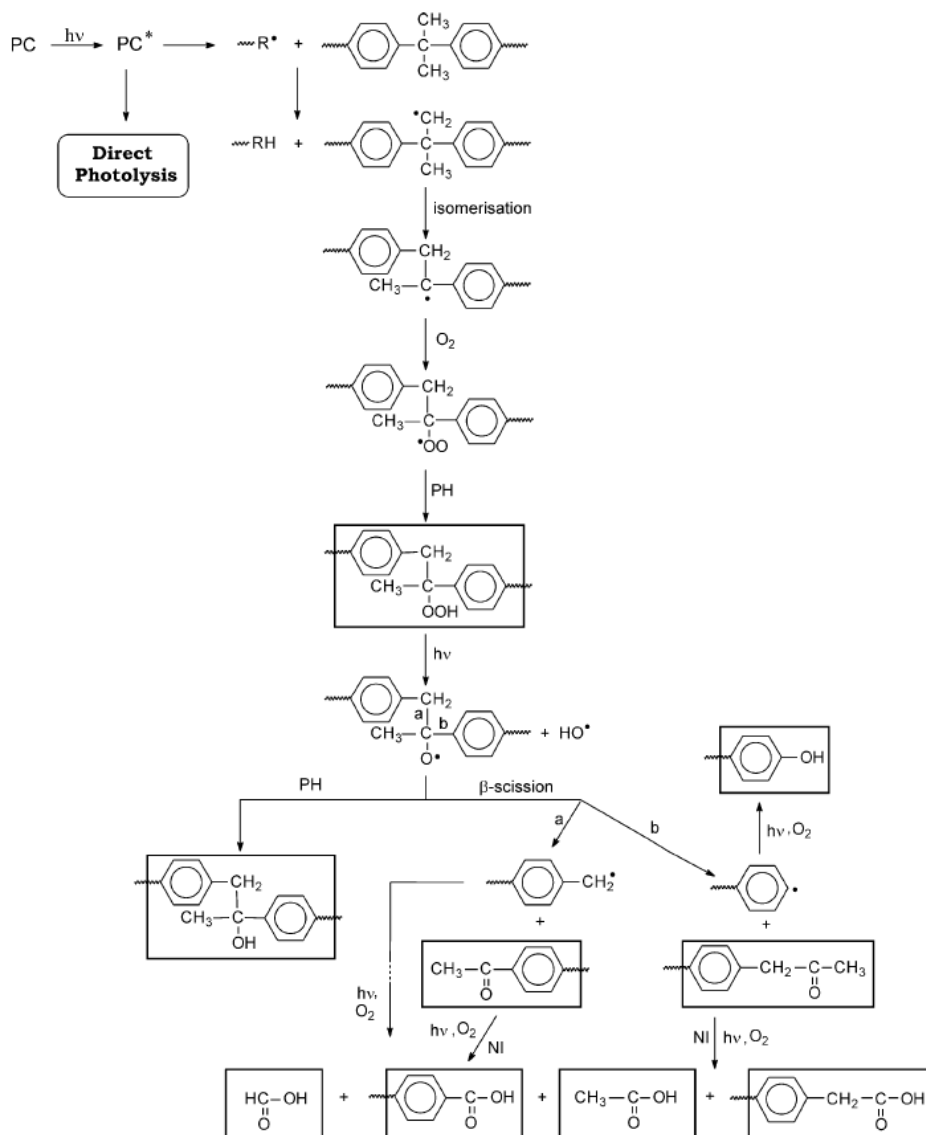 PC hν PC* R• + CH3 C CH3
Direct
Photolysis
RH + •CH2 C CH3
isomerisation
CH2
CH3 C •
O2
CH2
CH3 C
•OO
PH
CH2
CH3 C
OOH
hν
CH2
a b
CH3 C + HO•
O•
OH
PH β-scission
a b hν, O2
CH2
CH3 C
OH
CH2• •
+ +
CH3 C
O
CH2 C CH3
O
hν,
O2
hν, O2
NI
NI hν, O2
HC OH
O
+
C OH
O
+
CH3 C OH
O
+
CH2 C OH
O